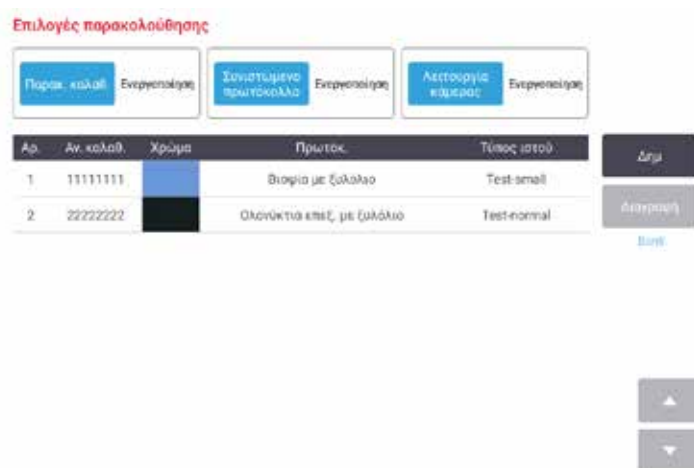 Επιλογές παρακολούθησης
Παρακ. καλαθ. Ενεργοποίηση
Συνιστώμενο πρωτόκολλο Ενεργοποίηση
Λειτουργία κάμερας Ενεργοποίηση
Αρ. Αν. καλαθ. Χρώμα Πρωτοκ. Τύπος ιστού
1 11111111 Βιοψία με ξυλόλιο Test-small
2 22222222 Ολονύκτια επεξ. με ξυλόλιο Test-normal
Δημ
Διαγραφή